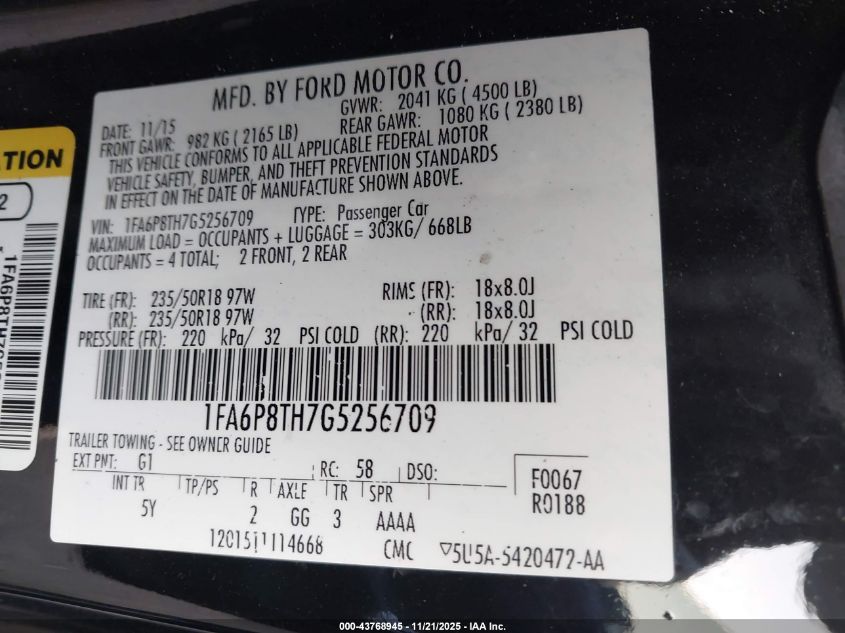 ATION
2
1FA6P8TH7G52
MFD. BY FORD MOTOR CO.
DATE: 11/15 GVWR: 2041 KG ( 4500 LB)
FRONT GAWR: 982 KG ( 2165 LB) REAR GAWR: 1080 KG ( 2380 LB)
THIS VEHICLE CONFORMS TO ALL APPLICABLE FEDERAL MOTOR
VEHICLE SAFETY, BUMPER, AND THEFT PREVENTION STANDARDS
IN EFFECT ON THE DATE OF MANUFACTURE SHOWN ABOVE.
VIN: 1FA6P8TH7G5256709 TYPE: Passenger Car
MAXIMUM LOAD = OCCUPANTS + LUGGAGE = 303KG/ 668LB
OCCUPANTS = 4 TOTAL; 2 FRONT, 2 REAR
TIRE (FR): 235/50R18 97W RIMS (FR): 18x8.0J
(RR): 235/50R18 97W (RR): 18x8.0J
PRESSURE (FR): 220 kPa/ 32 PSI COLD (RR): 220 kPa/ 32 PSI COLD
1FA6P8TH7G5256709
TRAILER TOWING - SEE OWNER GUIDE
EXT PNT: G1 RC: 58 DSO: F0067
INT TR TP/PS R AXLE TR SPR R0188
5Y 2 GG 3 AAAA
CMC 5U5A-5420472-AA
000-43768945 - 11/21/2025 - IAA Inc.